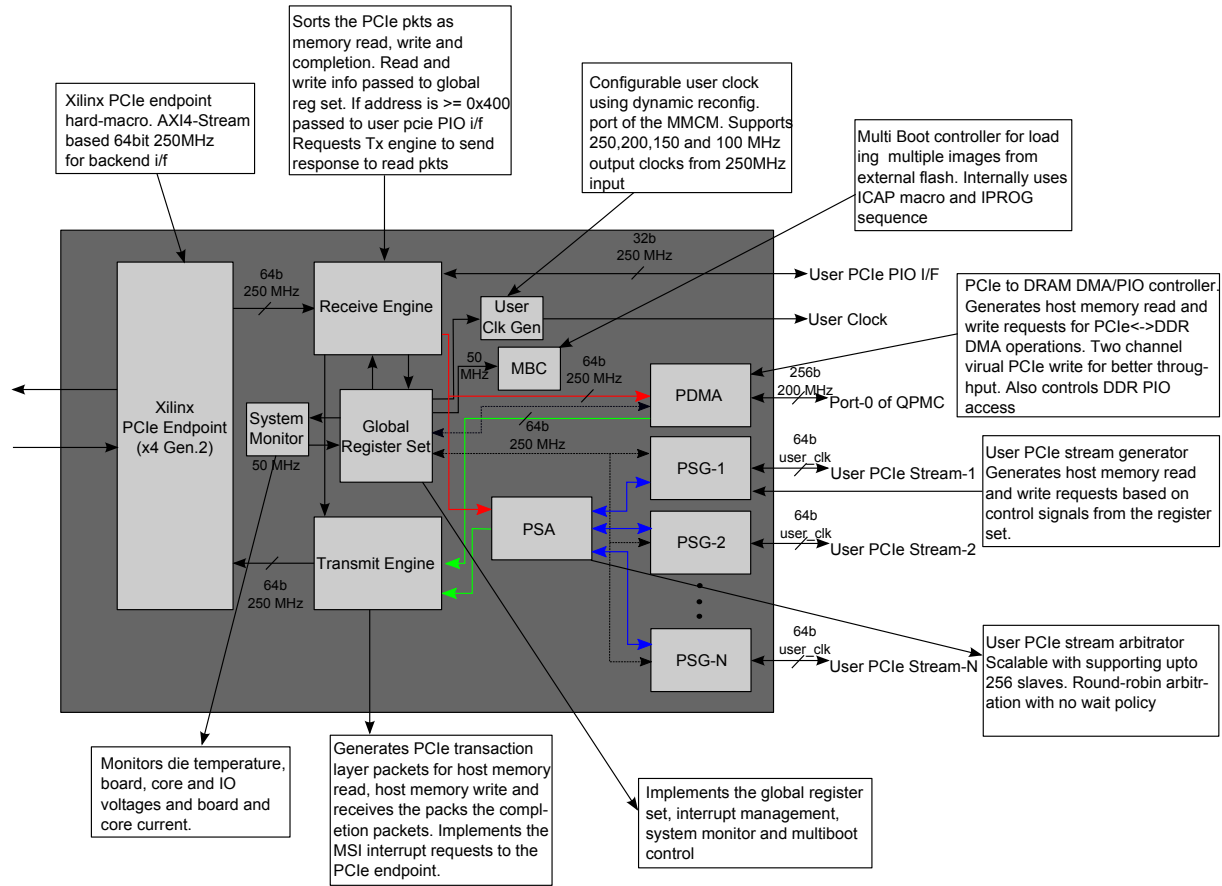 Sorts the PCIe pkts as
memory read, write and
completion. Read and
write info passed to global
reg set. If address is >= 0x400
passed to user pcie PIO i/f
Requests Tx engine to send
response to read pkts
Xilinx PCIe endpoint
hard-macro. AXI4-Stream
based 64bit 250MHz
for backend i/f
Configurable user clock
using dynamic reconfig.
port of the MMCM. Supports
250,200,150 and 100 MHz
output clocks from 250MHz
input
Multi Boot controller for load
ing  multiple images from
external flash. Internally uses
ICAP macro and IPROG
sequence
32b
250 MHz
User PCIe PIO I/F
64b
250 MHz
Receive Engine
User
Clk Gen
User Clock
PCIe to DRAM DMA/PIO controller.
Generates host memory read and
write requests for PCIe<->DDR
DMA operations. Two channel
virual PCIe write for better throug-
hput. Also controls DDR PIO
access
50
MHz
MBC
64b
250 MHz
PDMA
256b
200 MHz
Port-0 of QPMC
Xilinx
PCIe Endpoint
(x4 Gen.2)
System
Monitor
50 MHz
Global
Register Set
64b
250 MHz
PSG-1
64b
user_clk
User PCIe Stream-1
User PCIe stream generator
Generates host memory read
and write requests based on
control signals from the register
set.
PSA
PSG-2
64b
user_clk
User PCIe Stream-2
Transmit Engine
64b
250 MHz
PSG-N
64b
user_clk
User PCIe Stream-N
User PCIe stream arbitrator
Scalable with supporting upto
256 slaves. Round-robin arbitr-
ation with no wait policy
Monitors die temperature,
board, core and IO
voltages and board and
core current.
Generates PCIe transaction
layer packets for host memory
read, host memory write and
receives the packs the compl-
etion packets. Implements the
MSI interrupt requests to the
PCIe endpoint.
Implements the global register
set, interrupt management,
system monitor and multiboot
control